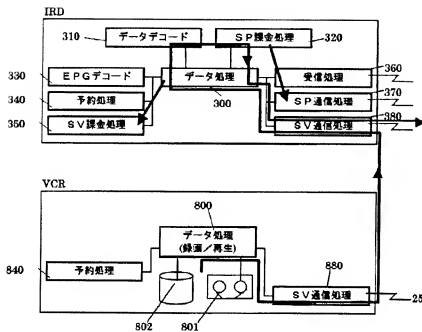 IRD
310
データデコード
SP課金処理
320
330
EPGデコード
データ処理
受信処理
360
340
予約処理
300
SP通信処理
370
350
SV課金処理
SV通信処理
380
VCR
800
データ処理
(録画/再生)
840
予約処理
880
SV通信処理
25
802
801